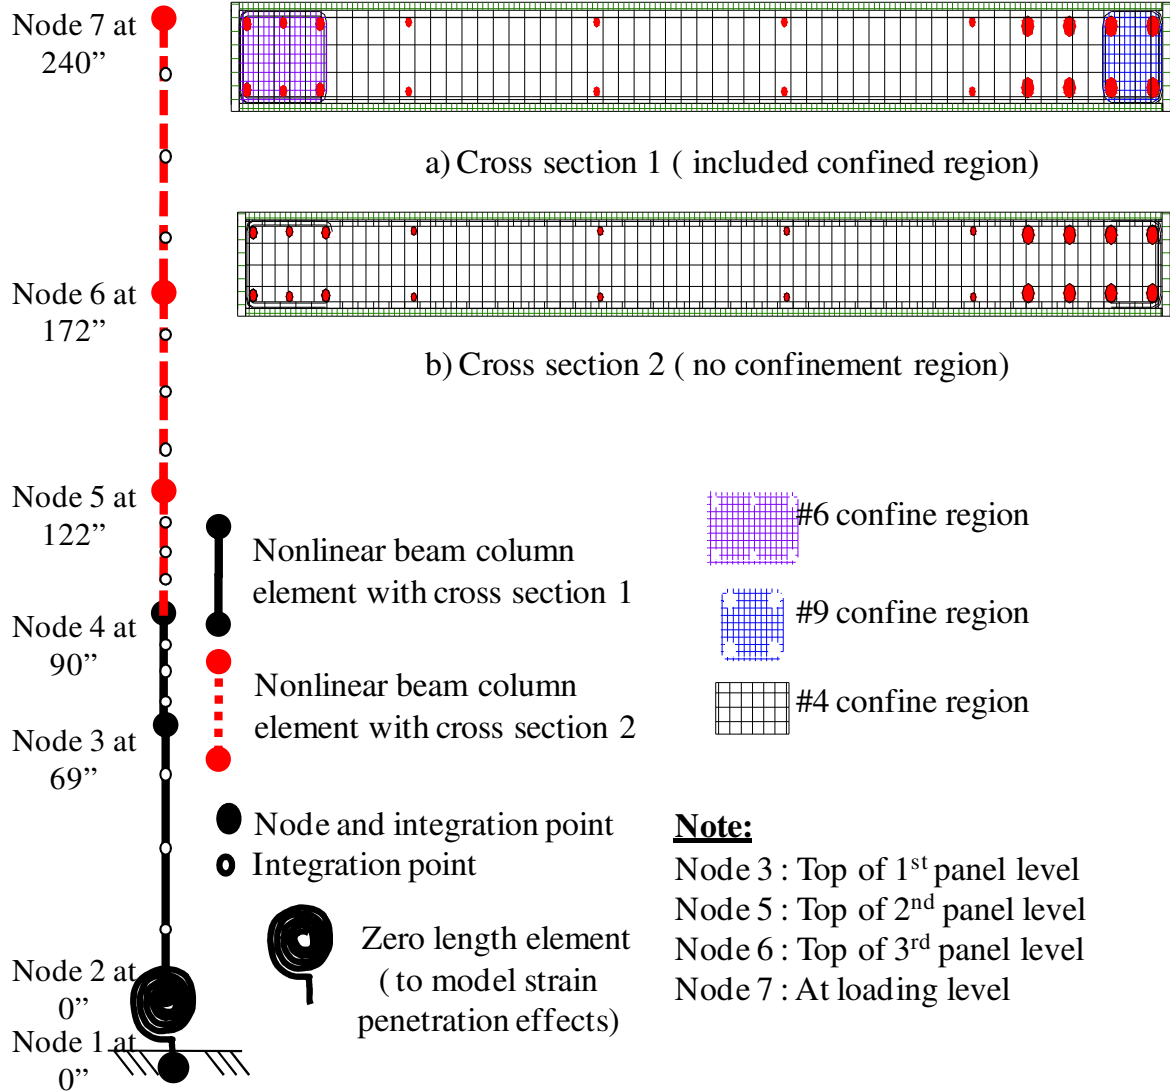 Node 7 at
240”
a) Cross section 1 ( included confined region)
Node 6 at
172”
b) Cross section 2 ( no confinement region)
Node 5 at
122”
Nonlinear beam column
element with cross section 1
#6 confine region
#9 confine region
#4 confine region
Node 4 at
90”
Nonlinear beam column
element with cross section 2
Node 3 at
69”
Node and integration point
Integration point
Zero length element
( to model strain
penetration effects)
Note:
Node 3 : Top of 1st panel level
Node 5 : Top of 2nd panel level
Node 6 : Top of 3rd panel level
Node 7 : At loading level
Node 2 at
0”
Node 1 at
0”